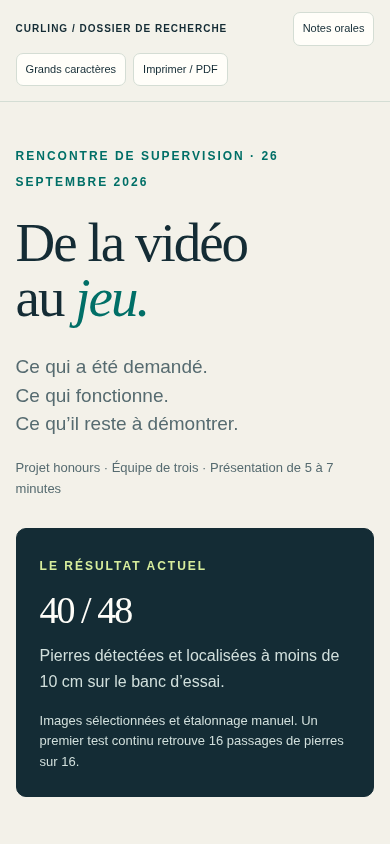 CURLING / DOSSIER DE RECHERCHE
Notes orales
Grands caractères
Imprimer / PDF
RENCONTRE DE SUPERVISION · 26
SEPTEMBRE 2026
De la vidéo
au jeu.
Ce qui a été demandé.
Ce qui fonctionne.
Ce qu’il reste à démontrer.
Projet honours · Équipe de trois · Présentation de 5 à 7
minutes
LE RÉSULTAT ACTUEL
40 / 48
Pierres détectées et localisées à moins de
10 cm sur le banc d’essai.
Images sélectionnées et étalonnage manuel. Un
premier test continu retrouve 16 passages de pierres
sur 16.